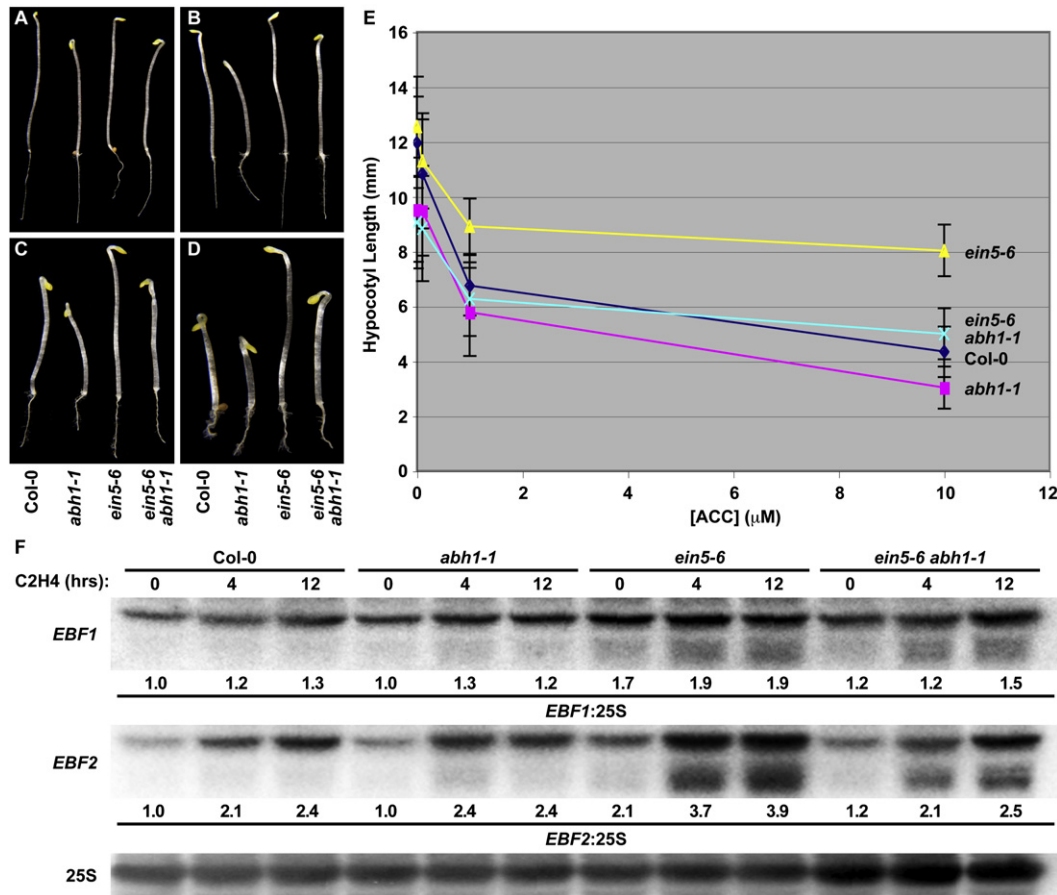 A
B
C
D
Col-0
abh1-1
ein5-6
ein5-6
abh1-1
Col-0
abh1-1
ein5-6
ein5-6
abh1-1
E
Hypocotyl Length (mm)
16
14
12
10
8
6
4
2
0
0
2
4
6
8
10
12
[ACC] (μM)
ein5-6
ein5-6
abh1-1
Col-0
abh1-1
F
Col-0 abh1-1 ein5-6 ein5-6 abh1-1
C2H4 (hrs): 0 4 12 0 4 12 0 4 12 0 4 12
EBF1
1.0 1.2 1.3 1.0 1.3 1.2 1.7 1.9 1.9 1.2 1.2 1.5
EBF1:25S
EBF2
1.0 2.1 2.4 1.0 2.4 2.4 2.1 3.7 3.9 1.2 2.1 2.5
EBF2:25S
25S